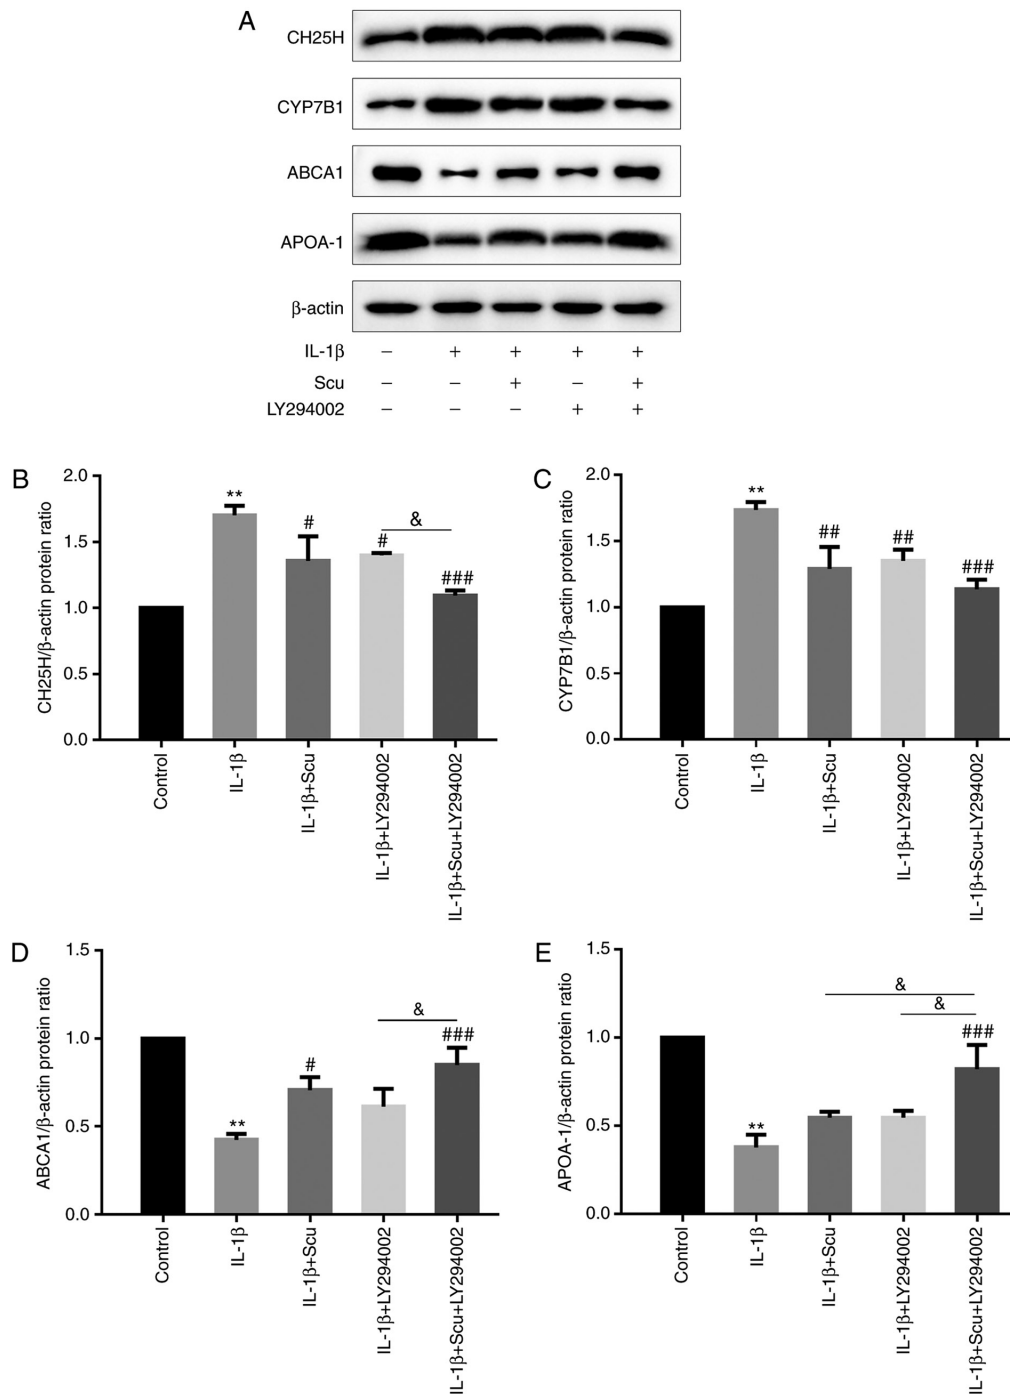 A
CH25H
CYP7B1
ABCA1
APOA-1
β-actin
IL-1β − + + + +
Scu − − + − +
LY294002 − − − + +
B
CH25H/β-actin protein ratio
2.0
1.5
1.0
0.5
0.0
**
#
#
&
###
Control
IL-1β
IL-1β+Scu
IL-1β+LY294002
IL-1β+Scu+LY294002
C
CYP7B1/β-actin protein ratio
2.0
1.5
1.0
0.5
0.0
**
##
##
###
Control
IL-1β
IL-1β+Scu
IL-1β+LY294002
IL-1β+Scu+LY294002
D
ABCA1/β-actin protein ratio
1.5
1.0
0.5
0.0
**
#
&
###
Control
IL-1β
IL-1β+Scu
IL-1β+LY294002
IL-1β+Scu+LY294002
E
APOA-1/β-actin protein ratio
1.5
1.0
0.5
0.0
**
&
&
###
Control
IL-1β
IL-1β+Scu
IL-1β+LY294002
IL-1β+Scu+LY294002